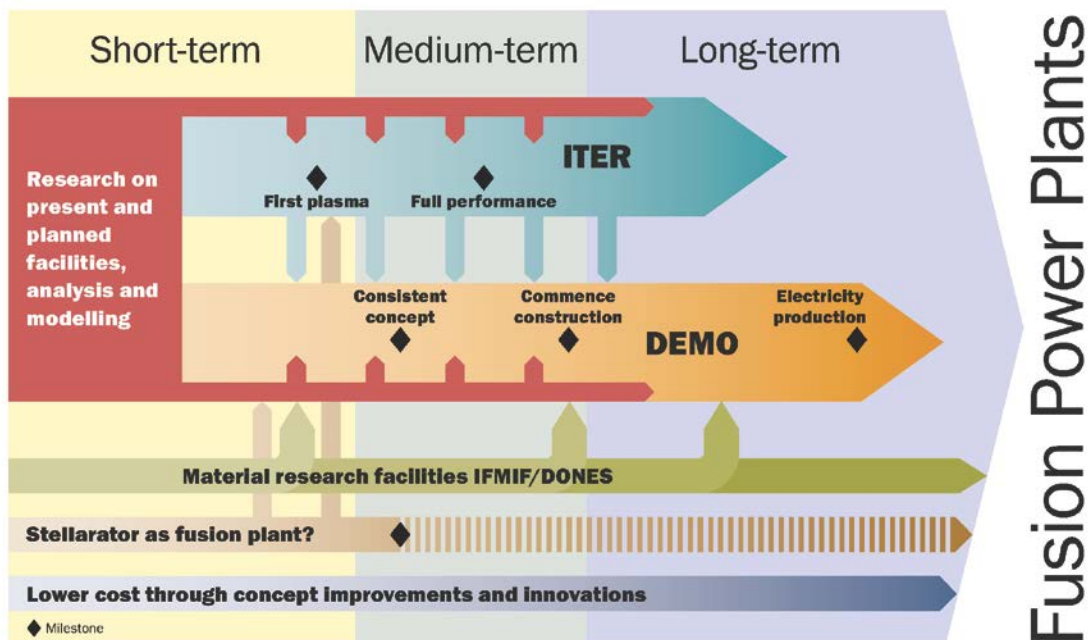 Short-term
Medium-term
Long-term
Research on
present and
planned
facilities,
analysis and
modelling
ITER
First plasma
Full performance
Consistent
concept
Commence
construction
Electricity
production
DEMO
Material research facilities IFMIF/DONES
Stellarator as fusion plant?
Lower cost through concept improvements and innovations
Milestone
Fusion Power Plants